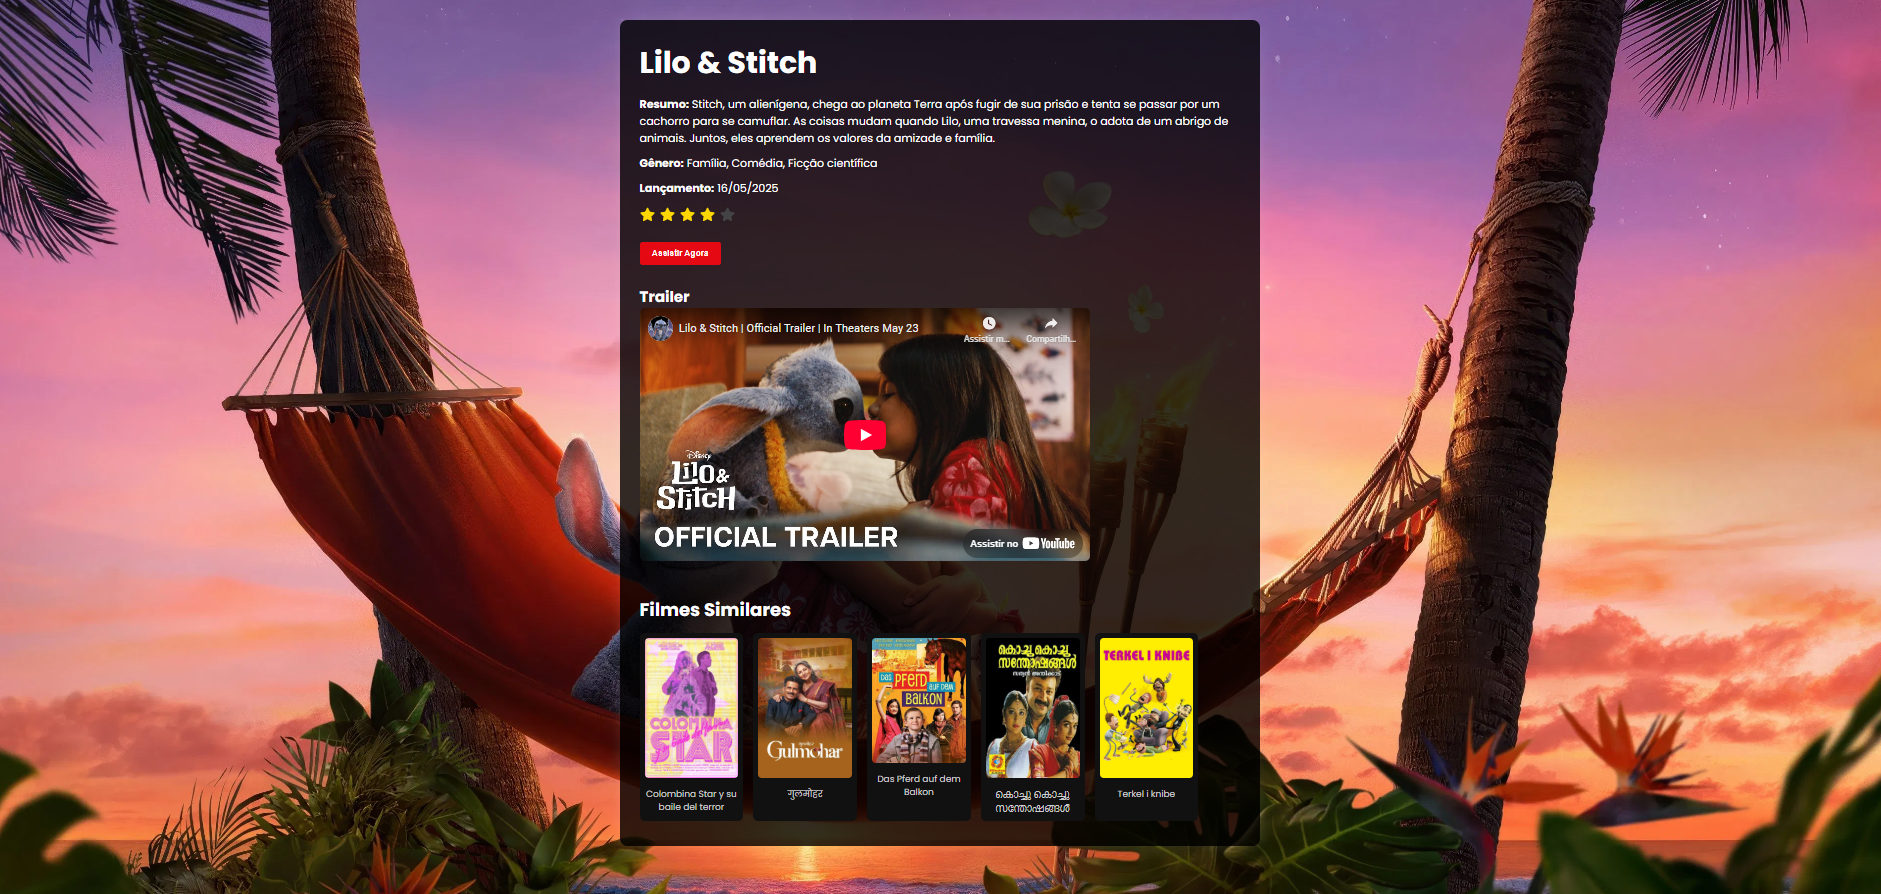 Lilo & Stitch
Resumo: Stitch, um alienígena, chega ao planeta Terra após fugir de sua prisão e tenta se passar por um
cachorro para se camuflar. As coisas mudam quando Lilo, uma travessa menina, o adota de um abrigo de
animais. Juntos, eles aprendem os valores da amizade e família.
Gênero: Família, Comédia, Ficção científica
Lançamento: 16/05/2025
Assistir Agora
Trailer
Lilo & Stitch | Official Trailer | In Theaters May 23
Assistir m...
Compartilh...
Disney
Lilo &
Stitch
OFFICIAL TRAILER
Assistir no YouTube
Filmes Similares
COLOMBINA
STAR
Gulmohar
DAS
PFERD
AUF DEM
BALKON
കൊച്ചു കൊച്ചു
സന്തോഷങ്ങൾ
TERKEL I KNIBE
Colombina Star y su
baile del terror
गुलमोहर
Das Pferd auf dem
Balkon
കൊച്ചു കൊച്ചു
സന്തോഷങ്ങൾ
Terkel i knibe